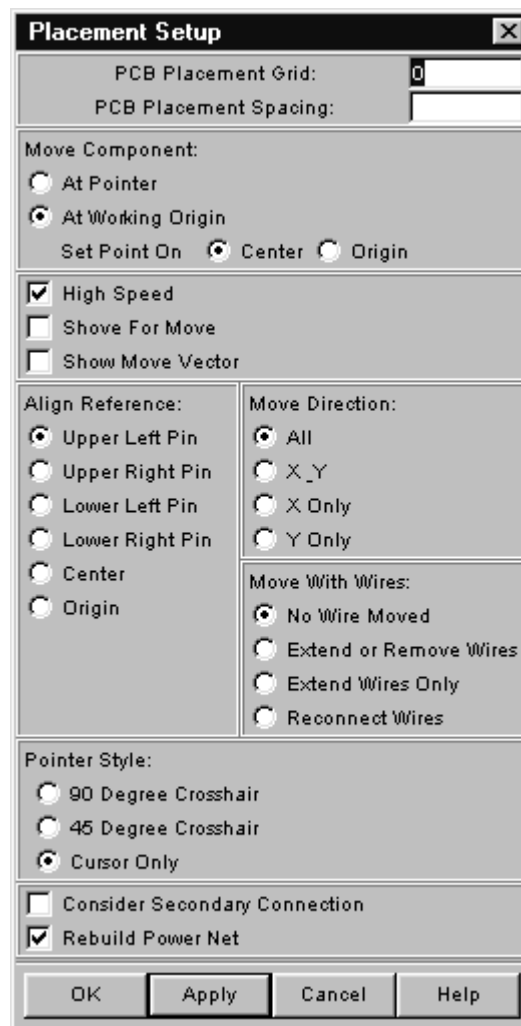 Placement Setup
PCB Placement Grid: 0
PCB Placement Spacing:
Move Component:
At Pointer
At Working Origin
Set Point On Center Origin
High Speed
Shove For Move
Show Move Vector
Align Reference:
Upper Left Pin
Upper Right Pin
Lower Left Pin
Lower Right Pin
Center
Origin
Move Direction:
All
X_Y
X Only
Y Only
Move With Wires:
No Wire Moved
Extend or Remove Wires
Extend Wires Only
Reconnect Wires
Pointer Style:
90 Degree Crosshair
45 Degree Crosshair
Cursor Only
Consider Secondary Connection
Rebuild Power Net
OK Apply Cancel Help